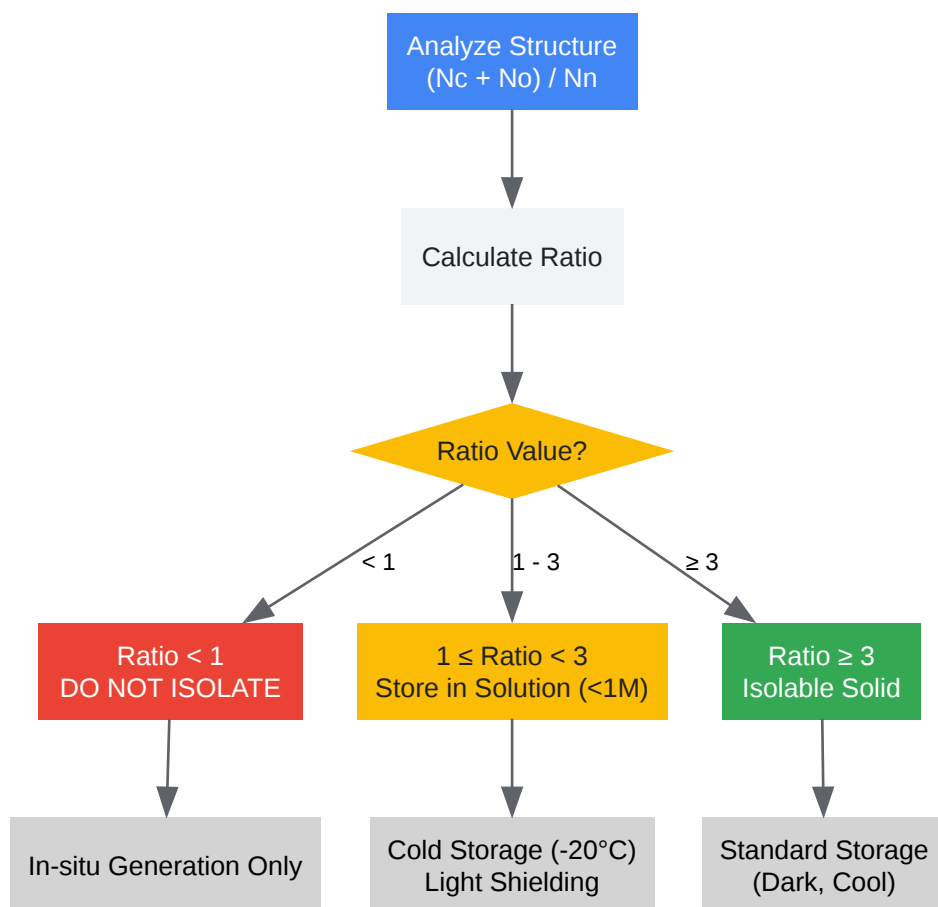 Analyze Structure
(Nc + No) / Nn
Calculate Ratio
Ratio Value?
< 1
1 - 3
≥ 3
Ratio < 1
DO NOT ISOLATE
1 ≤ Ratio < 3
Store in Solution (<1M)
Ratio ≥ 3
Isolable Solid
In-situ Generation Only
Cold Storage (-20°C)
Light Shielding
Standard Storage
(Dark, Cool)